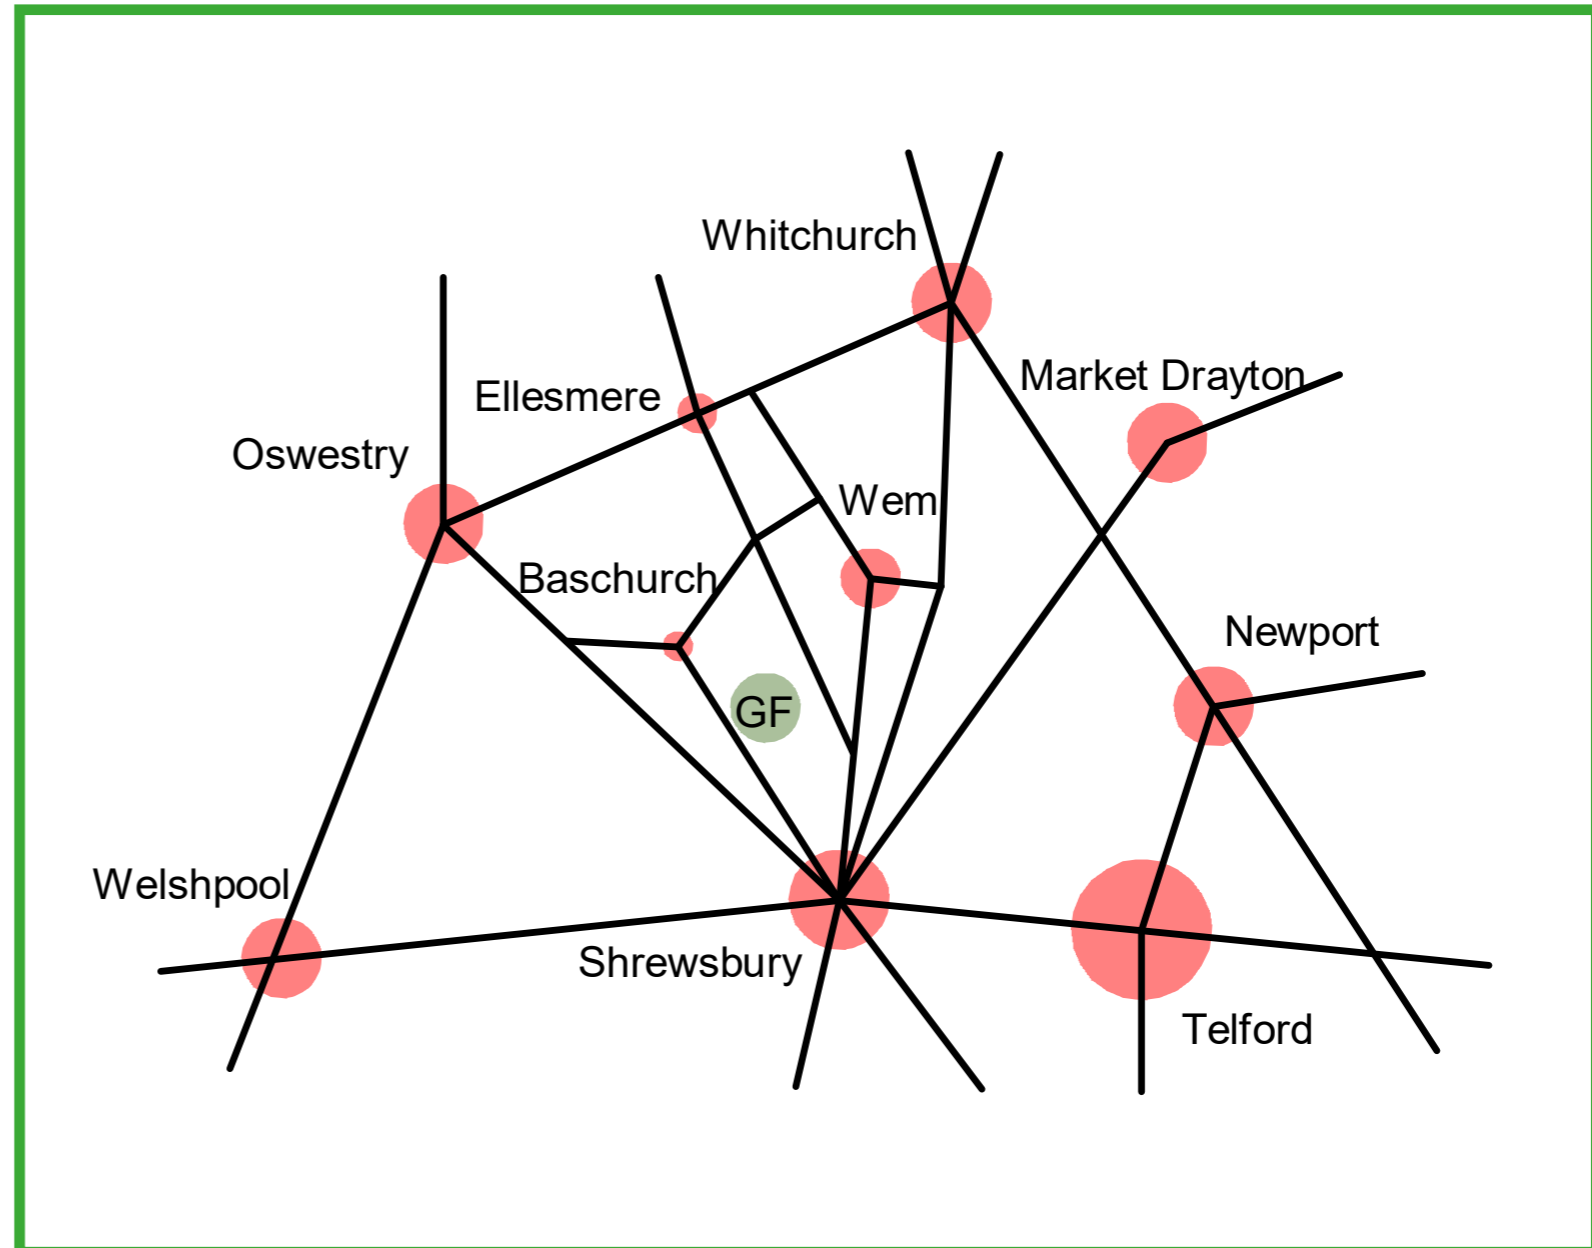 Whitchurch
Market Drayton
Ellesmere
Oswestry
Wem
Baschurch
Newport
GF
Welshpool
Shrewsbury
Telford